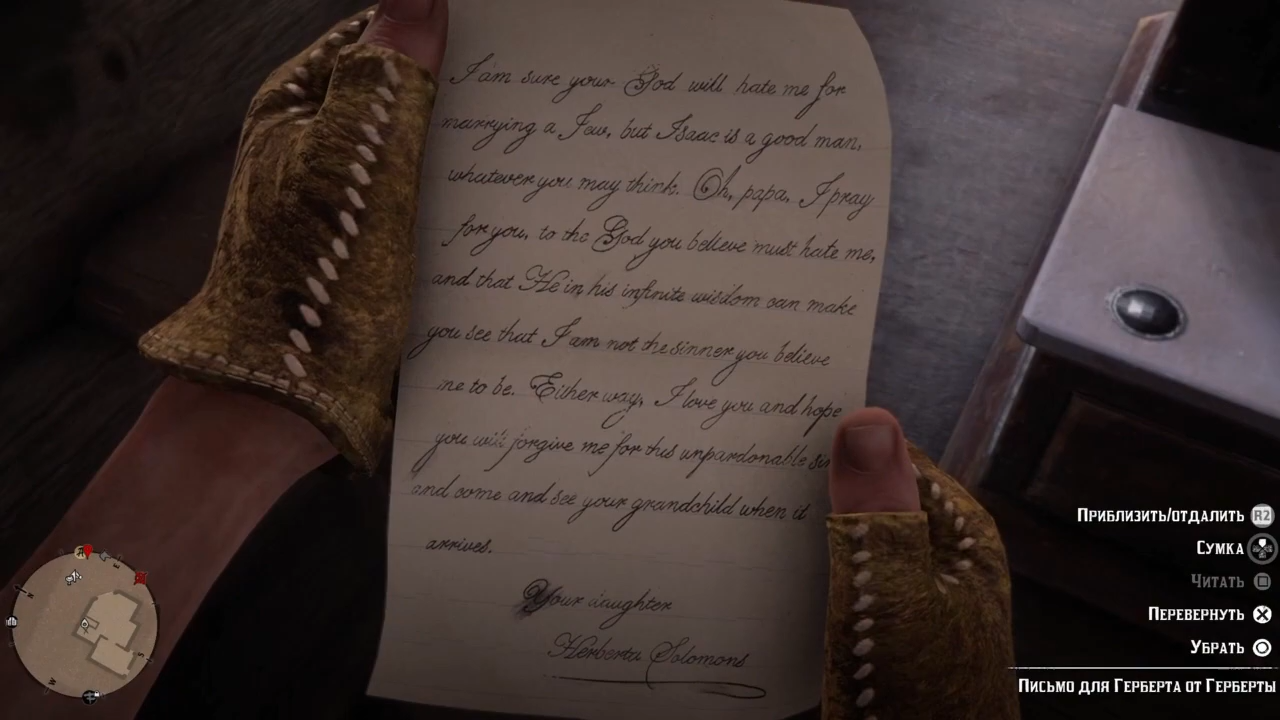 I am sure your God will hate me for
marrying a Jew, but Isaac is a good man,
whatever you may think. Oh, papa, I pray
for you, to the God you believe must hate me,
and that He in his infinite wisdom can make
you see that I am not the sinner you believe
me to be. Either way, I love you and hope
you will forgive me for this unpardonable sin
and come and see your grandchild when it
arrives.
Your daughter
Herberta Solomons
Приблизить/отдалить R2
Сумка
Читать
Перевернуть
Убрать
Письмо для Герберта от Герберты